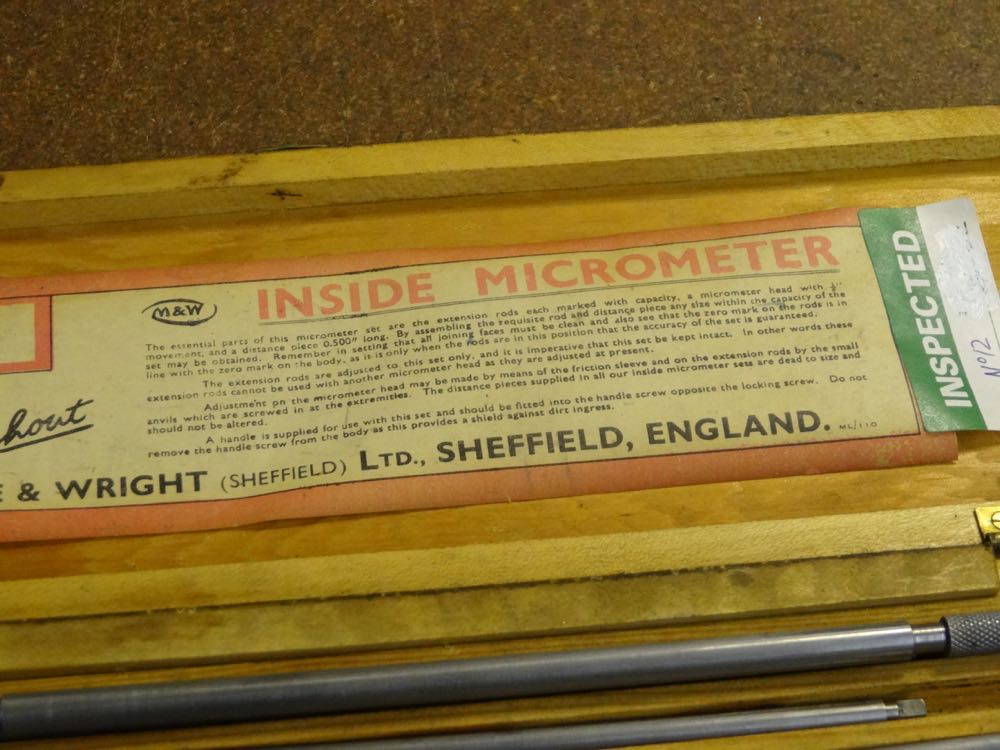 INSIDE MICROMETER
M&W
The essential parts of this micrometer set are the extension rods each marked with capacity, a micrometer head with ½"
movement, and a distance piece 0.500" long. By assembling the requisite rod and distance piece any size within the capacity of the
set may be obtained. Remember in setting that all joining faces must be clean and also see that the zero mark on the rods is in
line with the zero mark on the body, as it is only when the rods are in this position that the accuracy of the set is guaranteed.
The extension rods are adjusted to this set only, and it is imperative that this set be kept intact. In other words these
extension rods cannot be used with another micrometer head as they are adjusted at present.
Adjustment on the micrometer head may be made by means of the friction sleeve and on the extension rods by the small
anvils which are screwed in at the extremities. The distance pieces supplied in all our inside micrometer sets are dead to size and
should not be altered.
A handle is supplied for use with this set and should be fitted into the handle screw opposite the locking screw. Do not
remove the handle screw from the body as this provides a shield against dirt ingress.
hout
E & WRIGHT (SHEFFIELD) LTD., SHEFFIELD, ENGLAND. ML/110
INSPECTED
Nº12